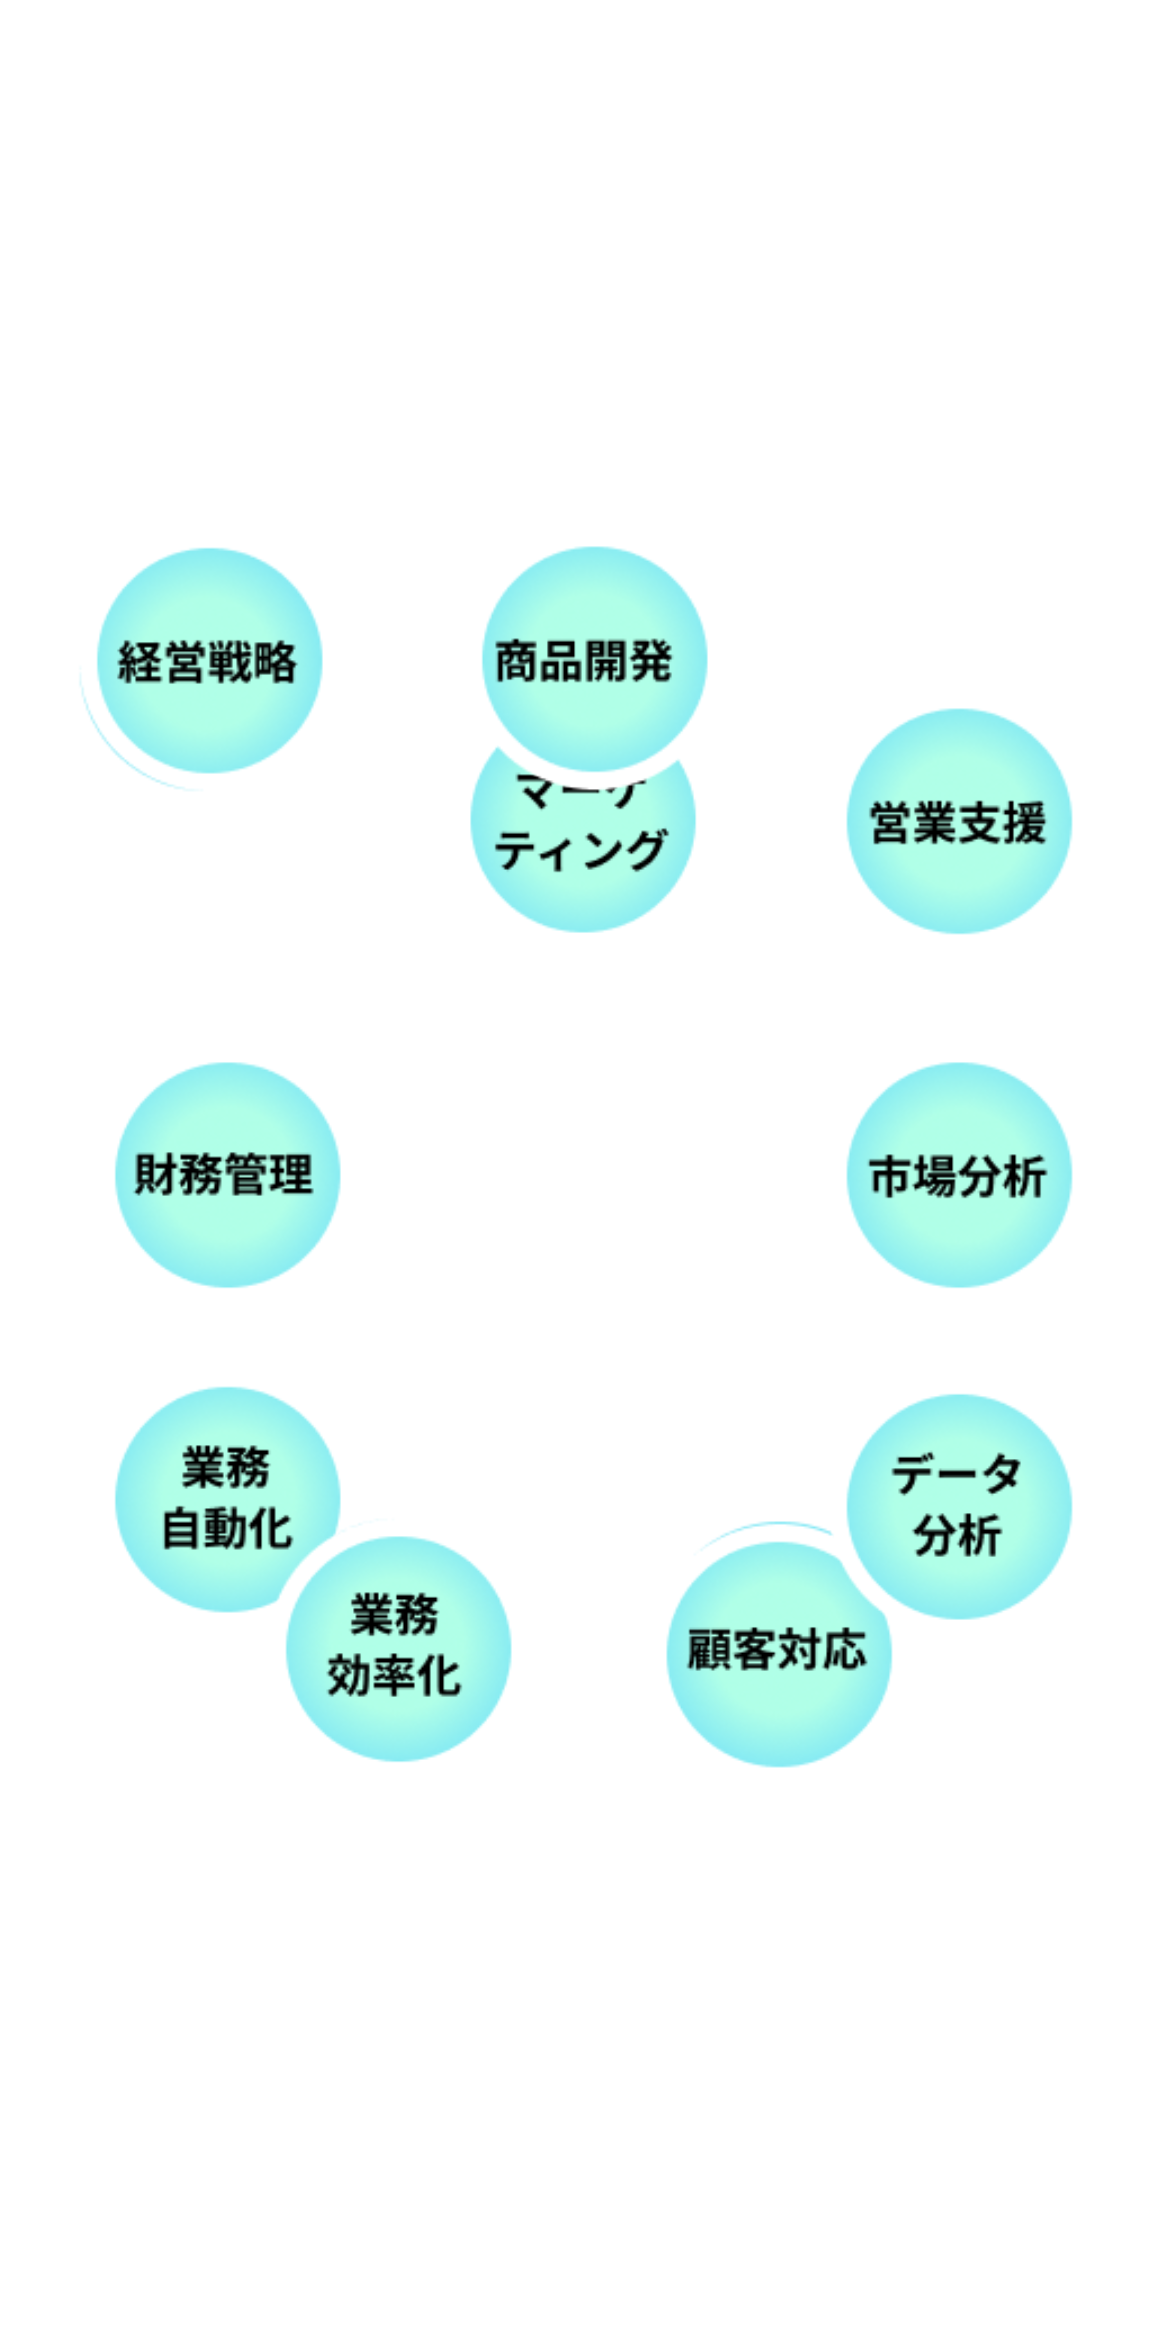 経営戦略
商品開発
ティング
営業支援
財務管理
市場分析
業務
自動化
データ
分析
業務
効率化
顧客対応